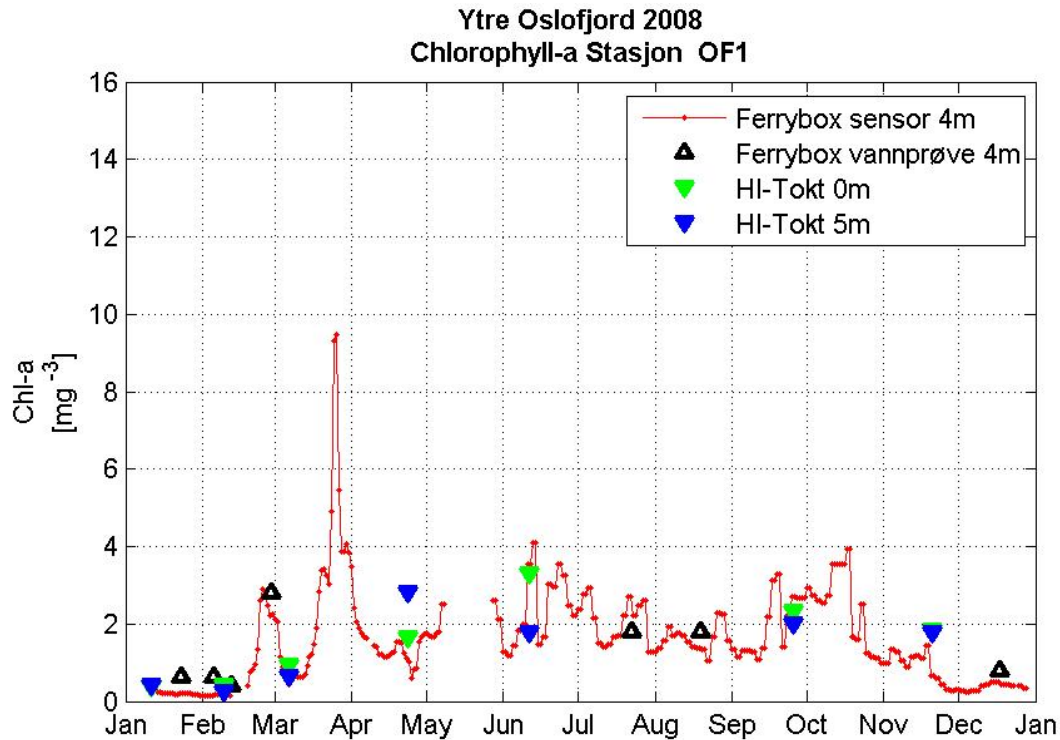 Ytre Oslofjord 2008
Chlorophyll-a Stasjon OF1
16
14
12
10
8
6
4
2
0
Chl-a
[mg -3]
Ferrybox sensor 4m
Ferrybox vannprøve 4m
HI-Tokt 0m
HI-Tokt 5m
Jan Feb Mar Apr May Jun Jul Aug Sep Oct Nov Dec Jan